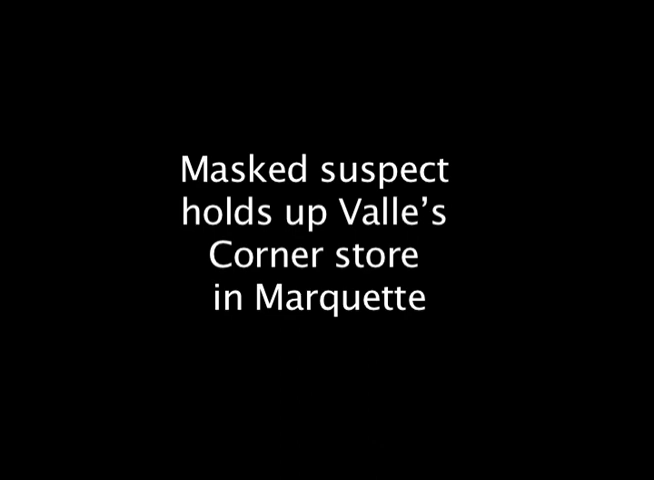 Masked suspect
holds up Valle’s
Corner store
in Marquette